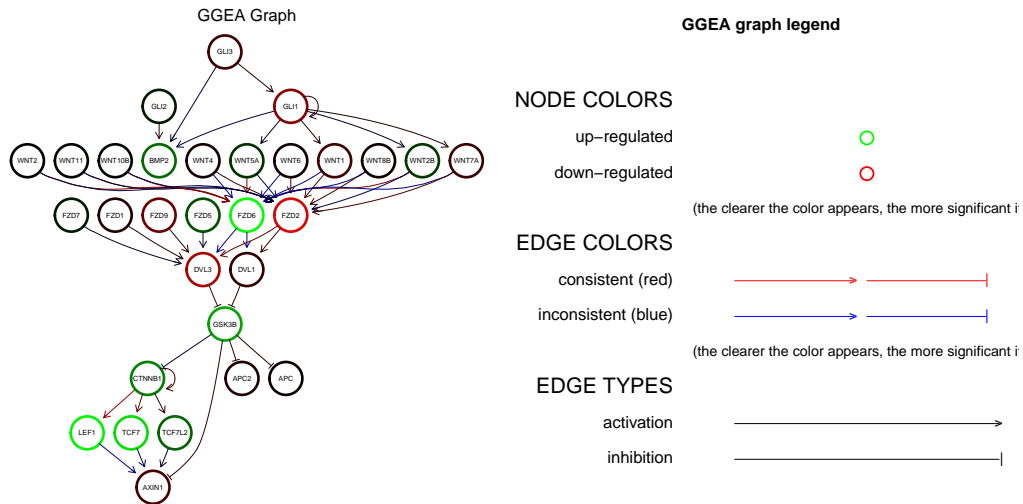 GGEA Graph
GLI3
GLI2
GLI1
WNT2
WNT11
WNT10B
BMP2
WNT4
WNT5A
WNT6
WNT1
WNT8B
WNT2B
WNT7A
FZD7
FZD1
FZD9
FZD5
FZD6
FZD2
DVL3
DVL1
GSK3B
CTNNB1
APC2
APC
LEF1
TCF7
TCF7L2
AXIN1
GGEA graph legend
NODE COLORS
up−regulated
down−regulated
(the clearer the color appears, the more significant it
EDGE COLORS
consistent (red)
inconsistent (blue)
(the clearer the color appears, the more significant it
EDGE TYPES
activation
inhibition